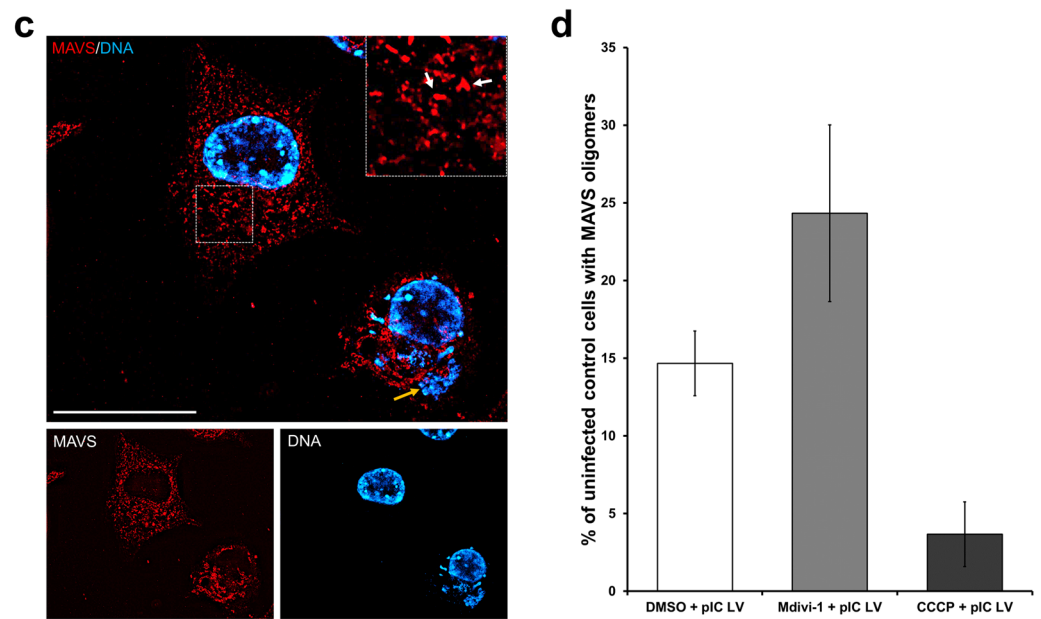 c
MAVS/DNA
MAVS
DNA
d
% of uninfected control cells with MAVS oligomers
35
30
25
20
15
10
5
0
DMSO + pIC LV
Mdivi-1 + pIC LV
CCCP + pIC LV